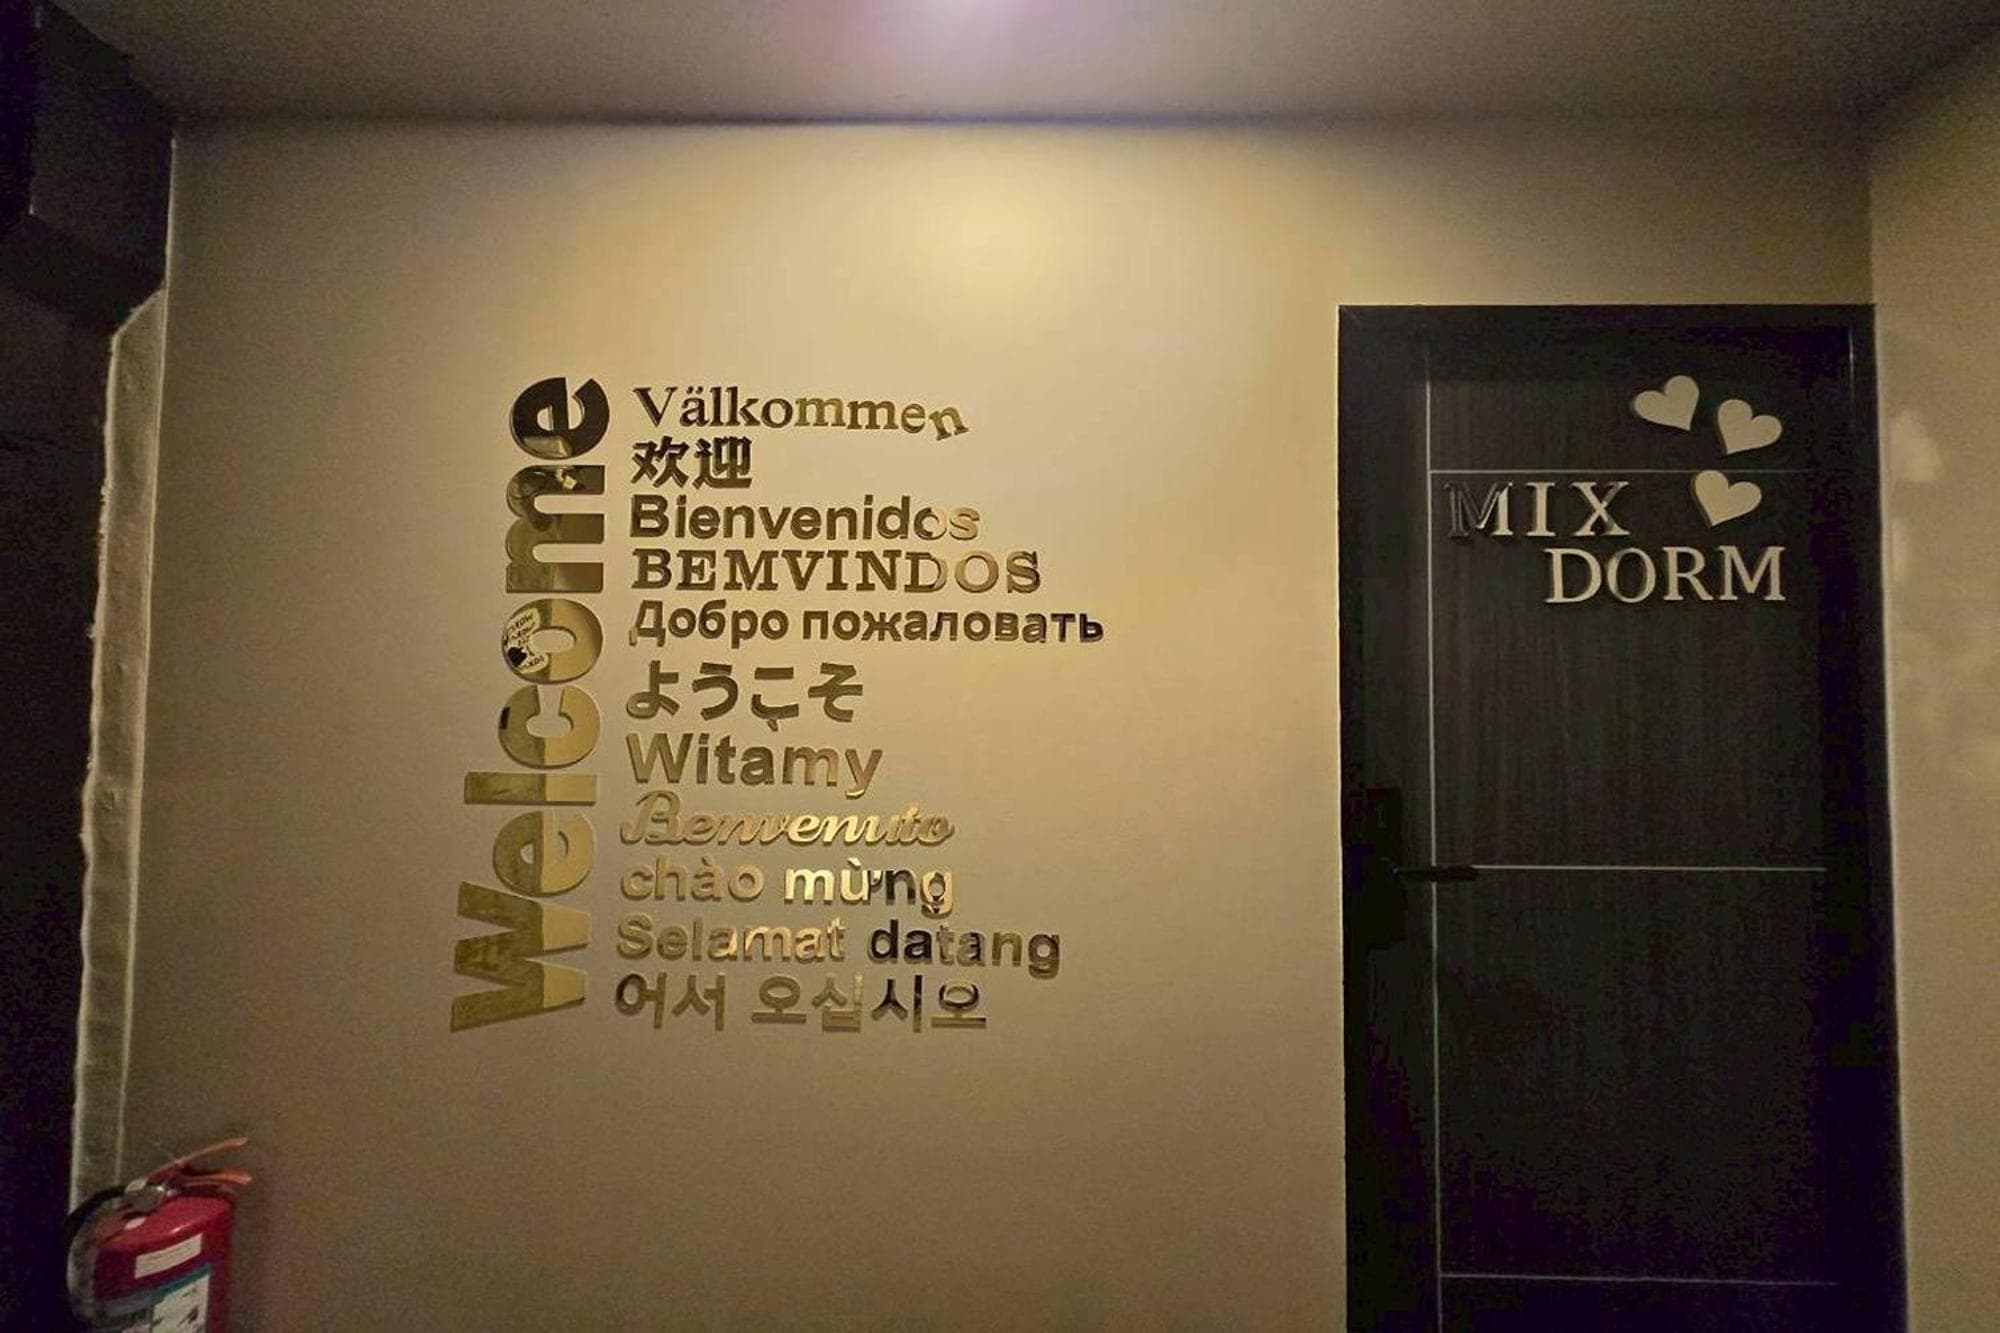 Welcome
Välkommen
欢迎
Bienvenidos
BEMVINDOS
Добро пожаловать
ようこそ
Witamy
Benvenuto
chào mừng
Selamat datang
어서 오십시오
MIX
DORM